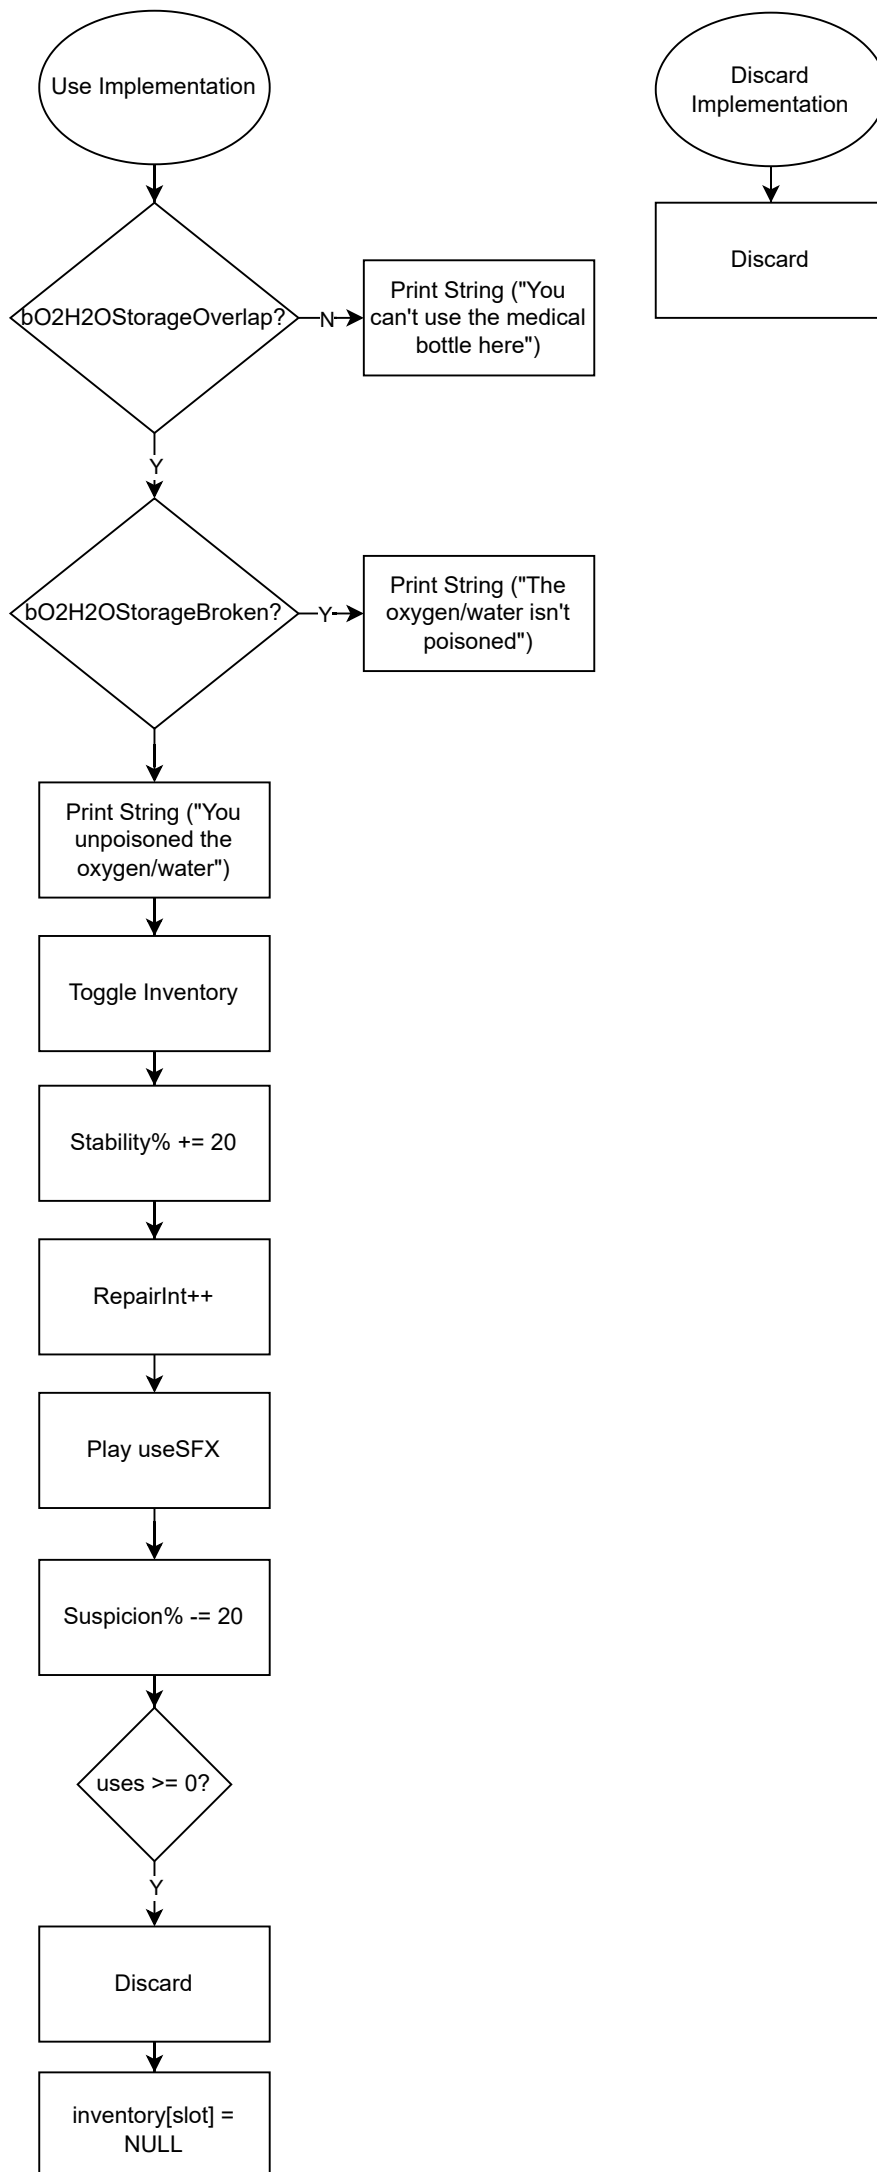 Use Implementation
Discard
Implementation
Discard
bO2H2OStorageOverlap?
N
Print String ("You
can't use the medical
bottle here")
Y
bO2H2OStorageBroken?
Y
Print String ("The
oxygen/water isn't
poisoned")
Print String ("You
unpoisoned the
oxygen/water")
Toggle Inventory
Stability% += 20
RepairInt++
Play useSFX
Suspicion% -= 20
uses >= 0?
Y
Discard
inventory[slot] =
NULL